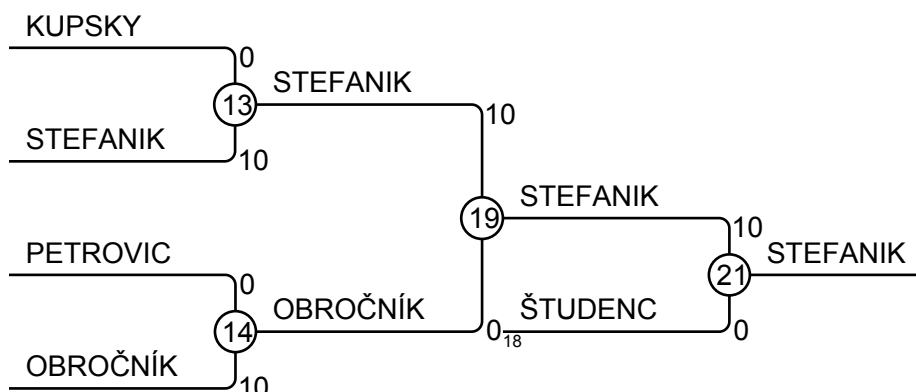 KUPSKY
0
13
STEFANIK
10
STEFANIK
10
19
STEFANIK
10
21
STEFANIK
PETROVIC
0
14
OBROČNÍK
0
18
ŠTUDENC
0
OBROČNÍK
10